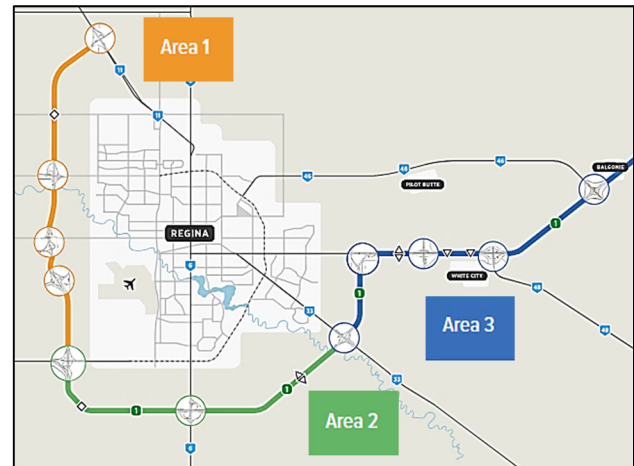 Area 1
11
11
46
46
46
BALGONIE
PILOT BUTTE
1
REGINA
6
WHITE CITY
1
48
33
Area 3
48
33
1
Area 2
1
6